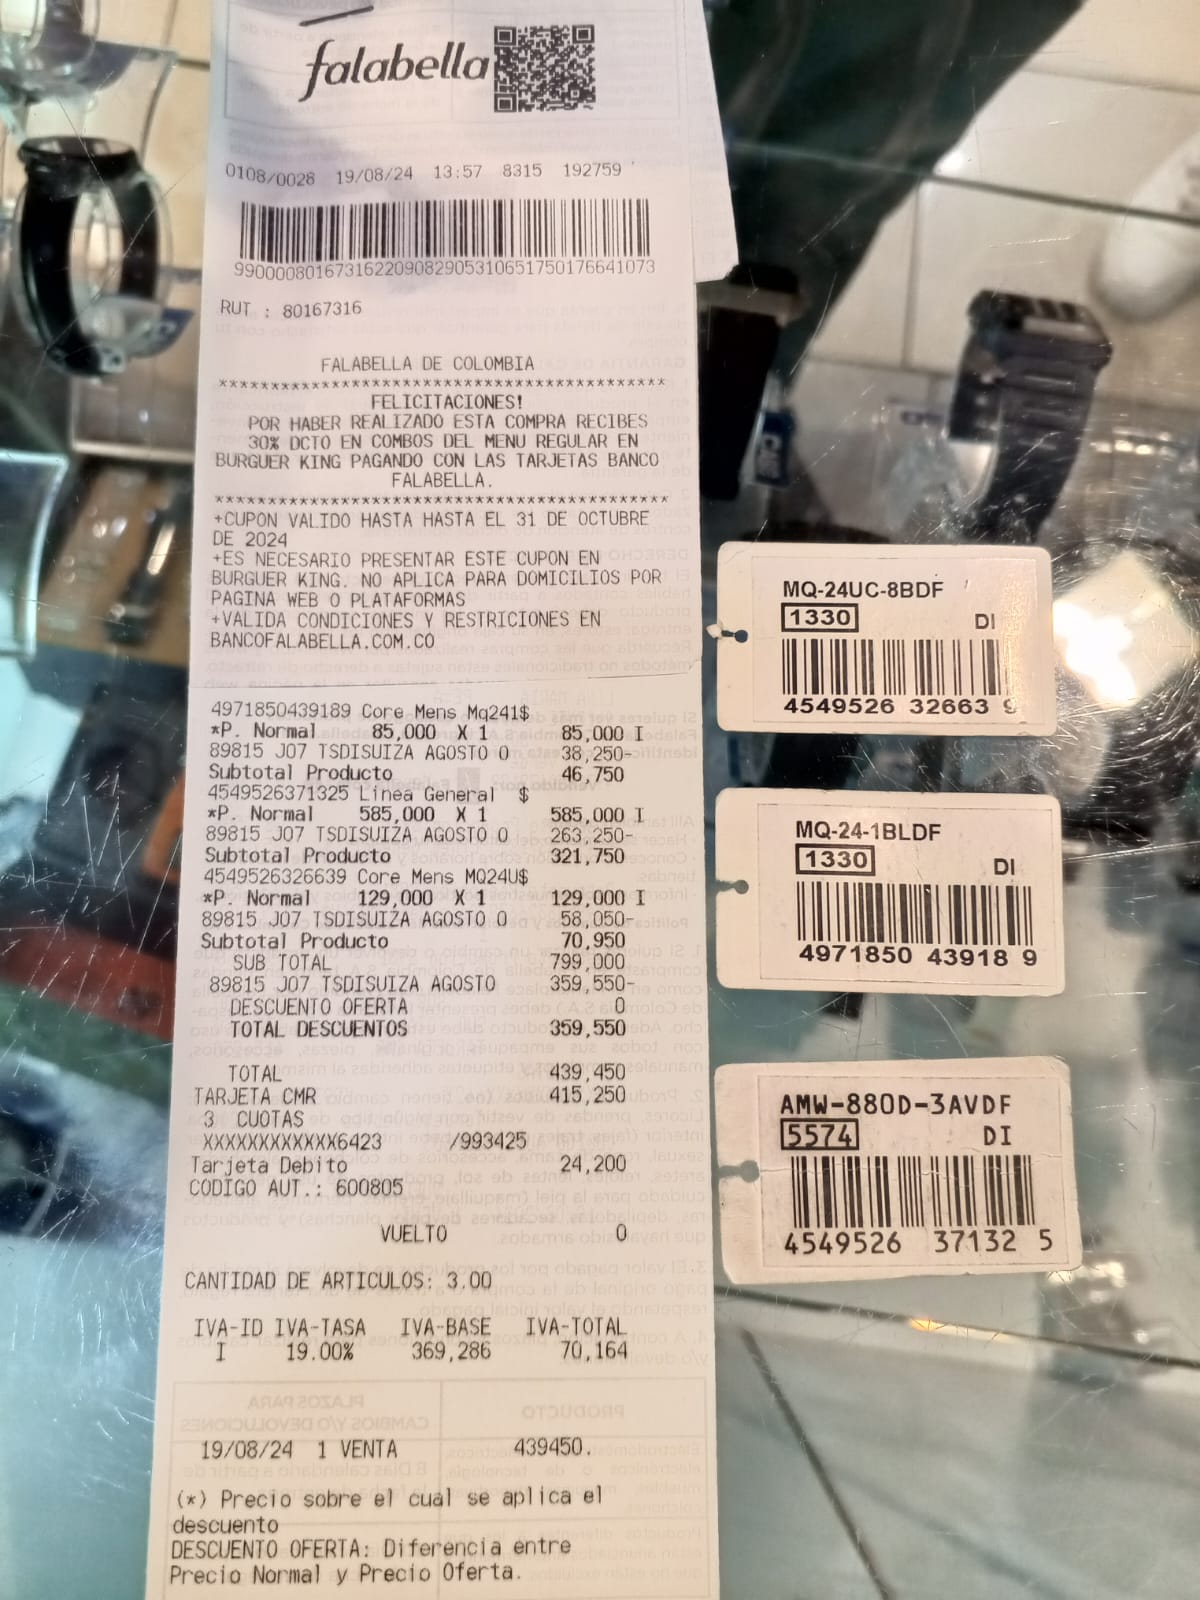 falabella
0108/0028 19/08/24 13:57 8315 192759
990000801673162209082905310651750176641073
RUT : 80167316
FALABELLA DE COLOMBIA
******************************************
FELICITACIONES!
POR HABER REALIZADO ESTA COMPRA RECIBES
30% DCTO EN COMBOS DEL MENU REGULAR EN
BURGUER KING PAGANDO CON LAS TARJETAS BANCO
FALABELLA.
******************************************
+CUPON VALIDO HASTA HASTA EL 31 DE OCTUBRE
DE 2024
+ES NECESARIO PRESENTAR ESTE CUPON EN
BURGUER KING. NO APLICA PARA DOMICILIOS POR
PAGINA WEB O PLATAFORMAS
+VALIDA CONDICIONES Y RESTRICIONES EN
BANCOFALABELLA.COM.CO
4971850439189 Core Mens Mq241$
*P. Normal 85,000 X 1 85,000 I
89815 J07 TSDISUIZA AGOSTO 0 38,250-
Subtotal Producto 46,750
4549526371325 Linea General $
*P. Normal 585,000 X 1 585,000 I
89815 J07 TSDISUIZA AGOSTO 0 263,250-
Subtotal Producto 321,750
4549526326639 Core Mens MQ24U$
*P. Normal 129,000 X 1 129,000 I
89815 J07 TSDISUIZA AGOSTO 0 58,050-
Subtotal Producto 70,950
SUB TOTAL 799,000
89815 J07 TSDISUIZA AGOSTO 359,550-
DESCUENTO OFERTA 0
TOTAL DESCUENTOS 359,550
TOTAL 439,450
TARJETA CMR 415,250
3 CUOTAS
XXXXXXXXXXXX6423 /993425
Tarjeta Debito 24,200
CODIGO AUT.: 600805
VUELTO 0
CANTIDAD DE ARTICULOS: 3.00
IVA-ID IVA-TASA IVA-BASE IVA-TOTAL
I 19.00% 369,286 70,164
19/08/24 1 VENTA 439450.
(*) Precio sobre el cual se aplica el
descuento
DESCUENTO OFERTA: Diferencia entre
Precio Normal y Precio Oferta.
MQ-24UC-8BDF
1330 DI
4549526 32663 9
MQ-24-1BLDF
1330 DI
4971850 43918 9
AMW-880D-3AVDF
5574 DI
4549526 37132 5